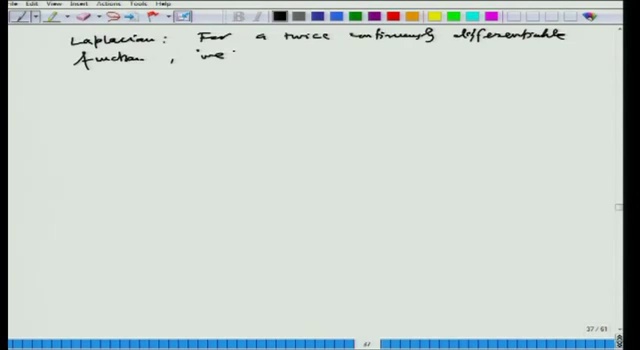 File Edit View Insert Actions Tools Help
Laplacian : For a twice continuously differentiable
function , we
37 / 61